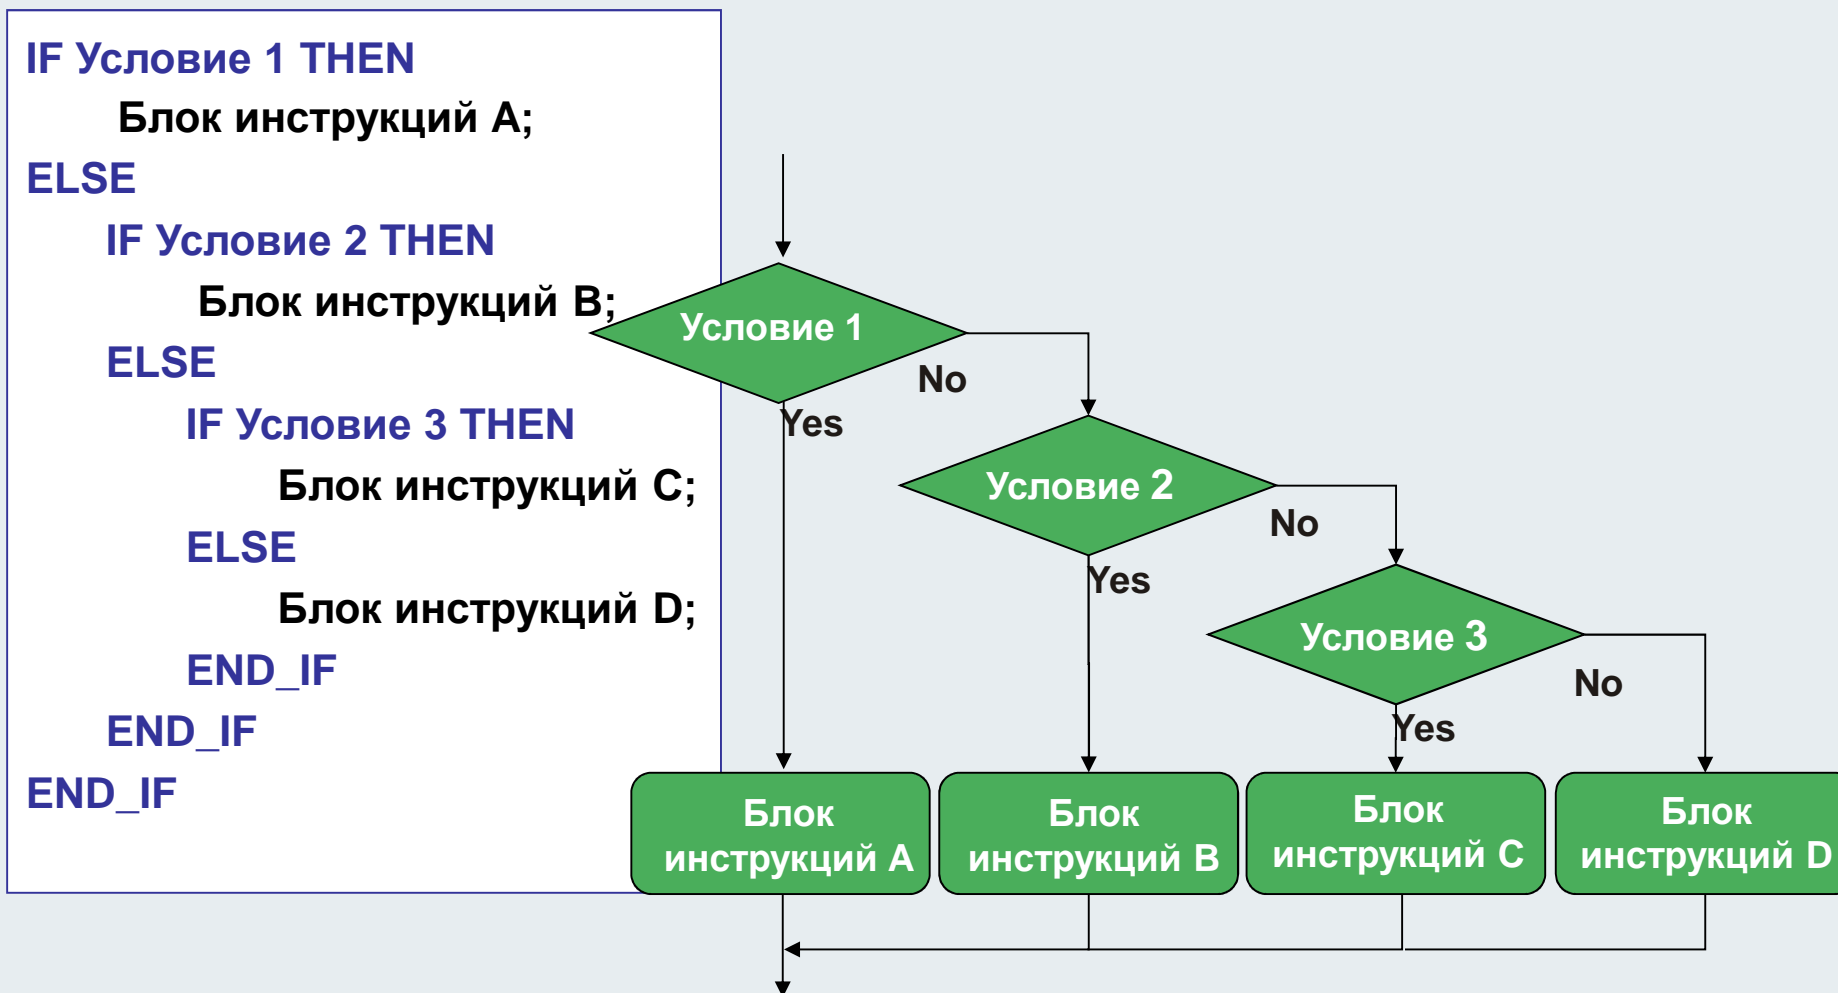 IF Условие 1 THEN
Блок инструкций A;
ELSE
IF Условие 2 THEN
Блок инструкций B;
ELSE
IF Условие 3 THEN
Блок инструкций C;
ELSE
Блок инструкций D;
END_IF
END_IF
END_IF
Условие 1
No
Yes
Условие 2
No
Yes
Условие 3
No
Yes
Блок
инструкций A
Блок
инструкций B
Блок
инструкций C
Блок
инструкций D